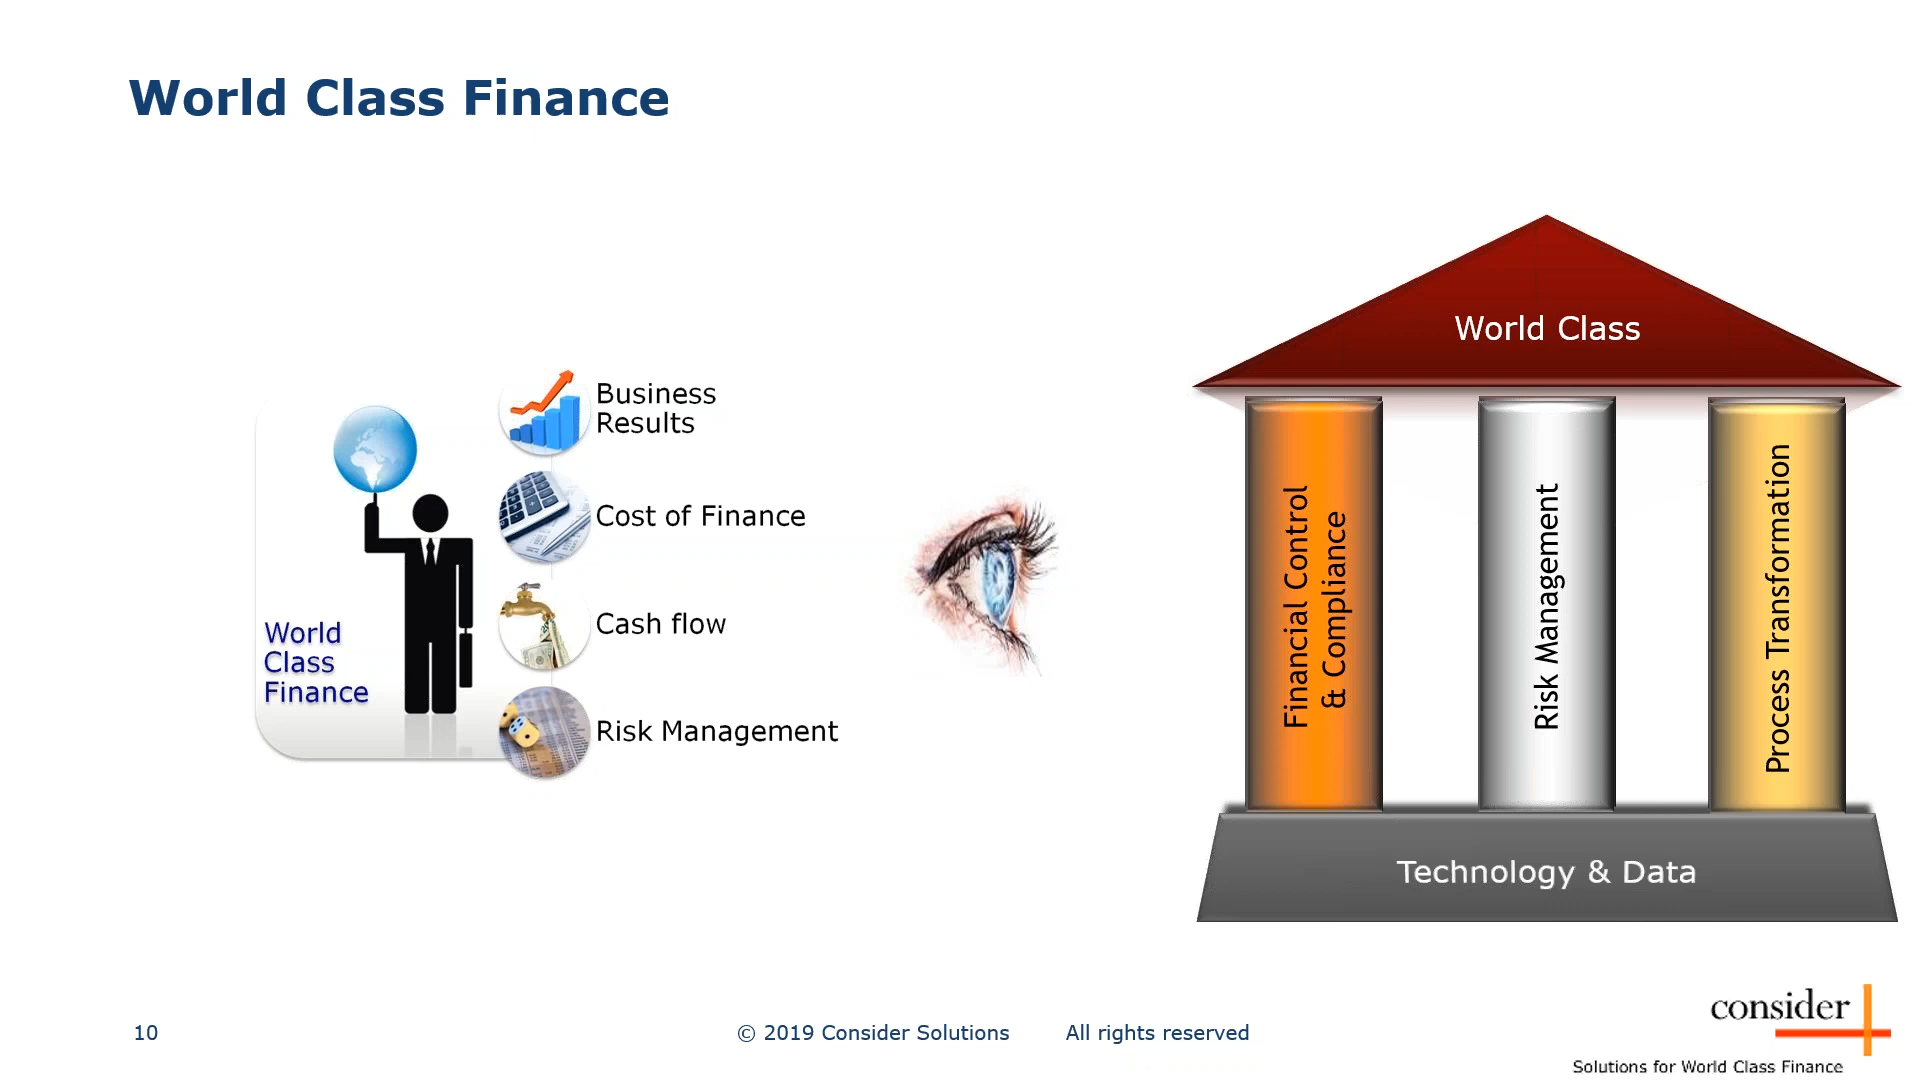 World Class Finance
World
Class
Finance
Business
Results
Cost of Finance
Cash flow
Risk Management
World Class
Financial Control
& Compliance
Risk Management
Process Transformation
Technology & Data
10
© 2019 Consider Solutions All rights reserved
consider
Solutions for World Class Finance